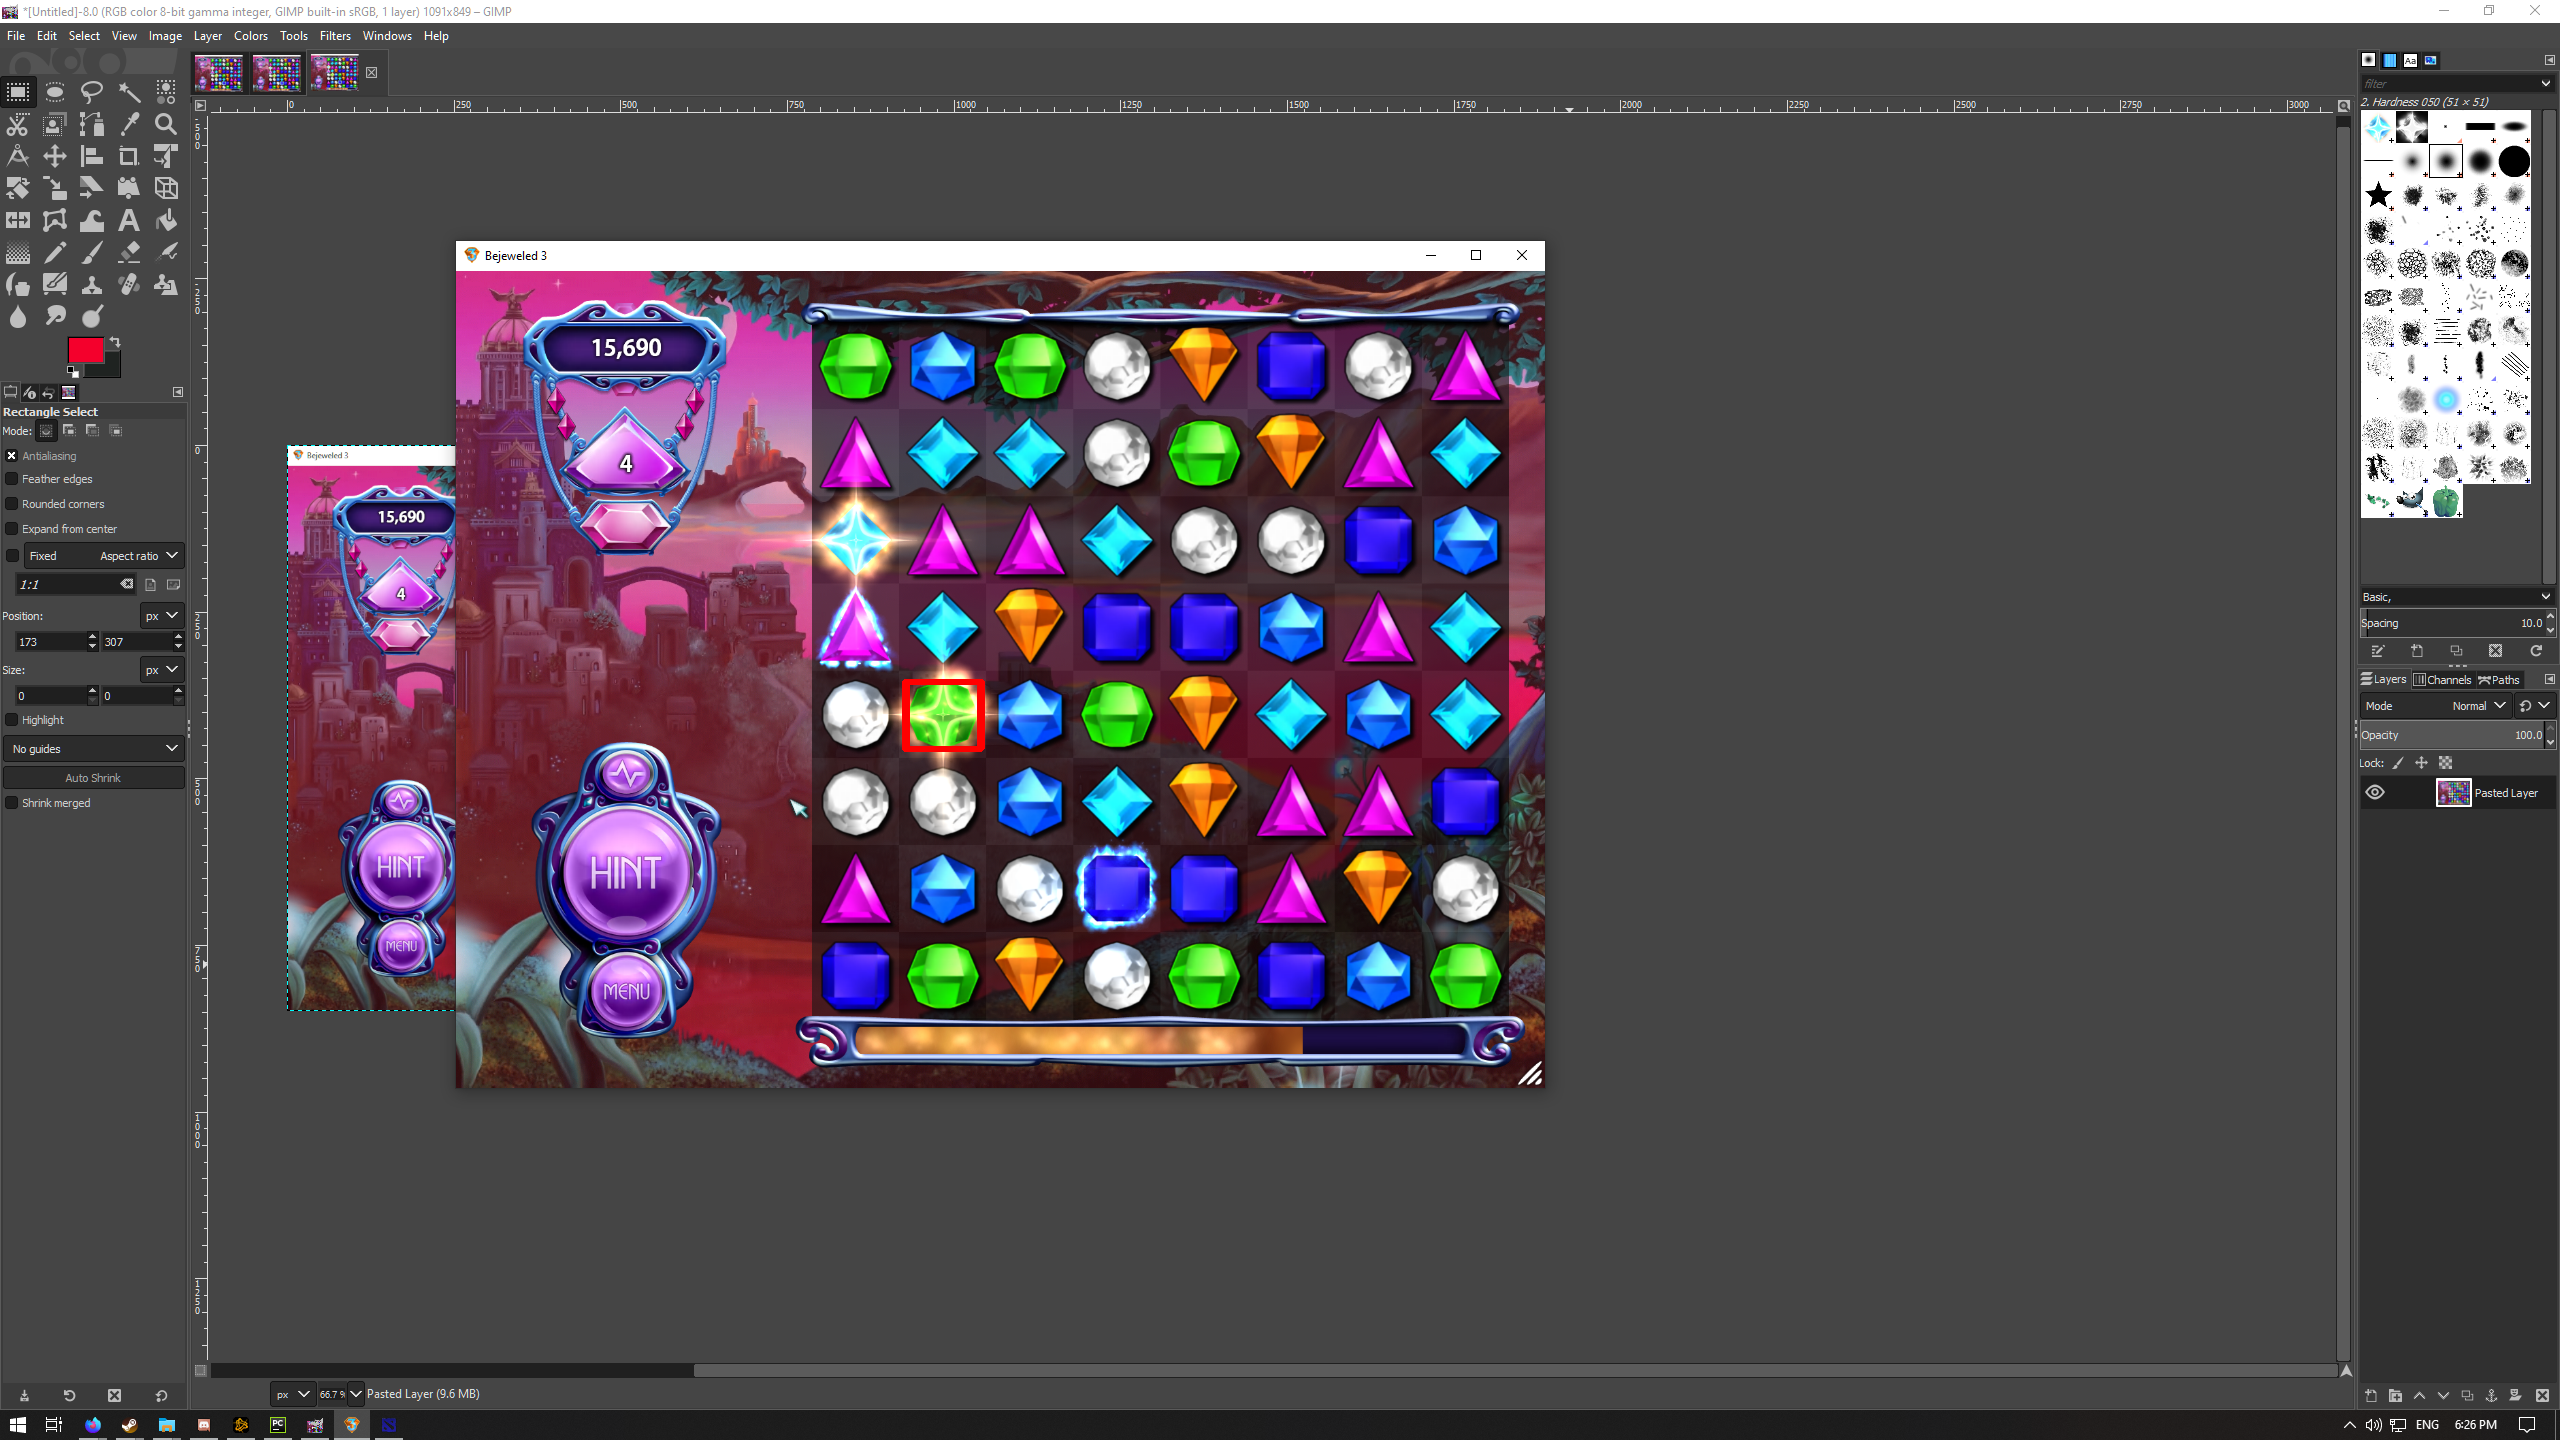 *[Untitled]-8.0 (RGB color 8-bit gamma integer, GIMP built-in sRGB, 1 layer) 1091x849 – GIMP
File Edit Select View Image Layer Colors Tools Filters Windows Help
0 250 500 750 1000 1250 1500 1750 2000 2250 2500 2750 3000
filter
2. Hardness 050 (51 × 51)
Bejeweled 3
15,690
4
HINT
MENU
Rectangle Select
Mode:
Antialiasing
Feather edges
Rounded corners
Expand from center
Fixed Aspect ratio
1:1
Position: px
173 307
Size: px
0 0
Highlight
No guides
Auto Shrink
Shrink merged
Bejeweled 3
15,690
4
HINT
MENU
Basic,
Spacing 10.0
Layers Channels Paths
Mode Normal
Opacity 100.0
Lock:
Pasted Layer
px 66.7 % Pasted Layer (9.6 MB)
PC
ENG 6:26 PM